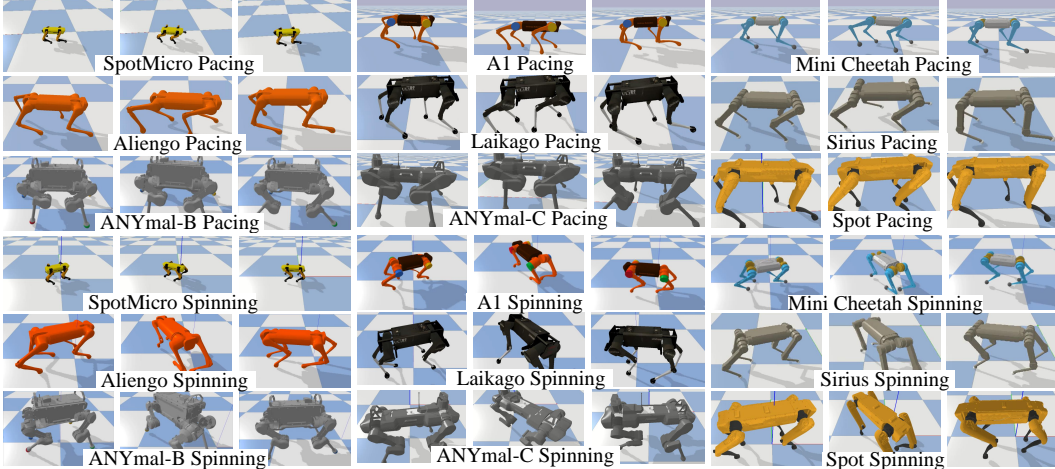 SpotMicro Pacing
A1 Pacing
Mini Cheetah Pacing
Aliengo Pacing
Laikago Pacing
Sirius Pacing
ANYmal-B Pacing
ANYmal-C Pacing
Spot Pacing
SpotMicro Spinning
A1 Spinning
Mini Cheetah Spinning
Aliengo Spinning
Laikago Spinning
Sirius Spinning
ANYmal-B Spinning
ANYmal-C Spinning
Spot Spinning